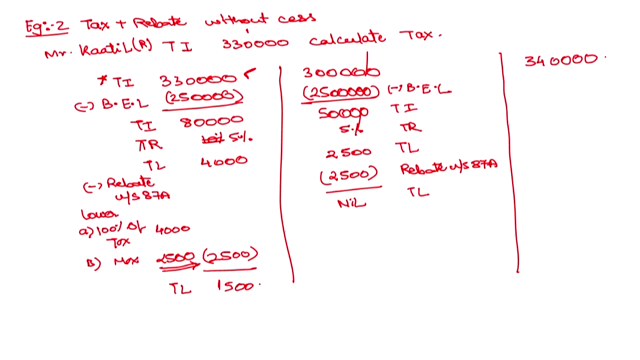 Eg:-2 Tax + Rebate without cess
Mr. Kaatil(R) TI 330000 calculate Tax.
* TI 330000
(-) B.E.L (250000)
TI 80000
TR 5%
TL 4000
(-) Rebate
u/s 87A
Lower
a) 100% of 4000
Tax
B) Max 2500 (2500)
TL 1500.
300000
(2500000) (-) B.E.L
50000 TI
5% TR
2500 TL
(2500) Rebate u/s 87A
Nil TL
340000.